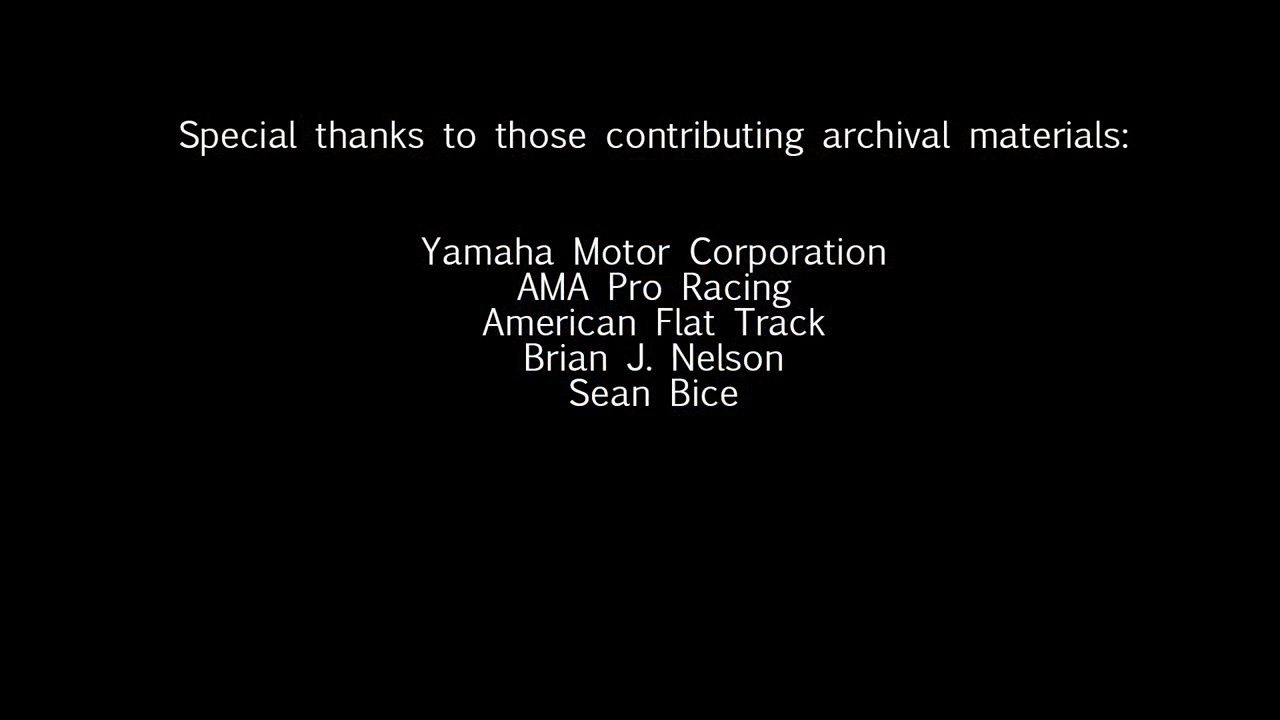 Special thanks to those contributing archival materials:
Yamaha Motor Corporation
AMA Pro Racing
American Flat Track
Brian J. Nelson
Sean Bice